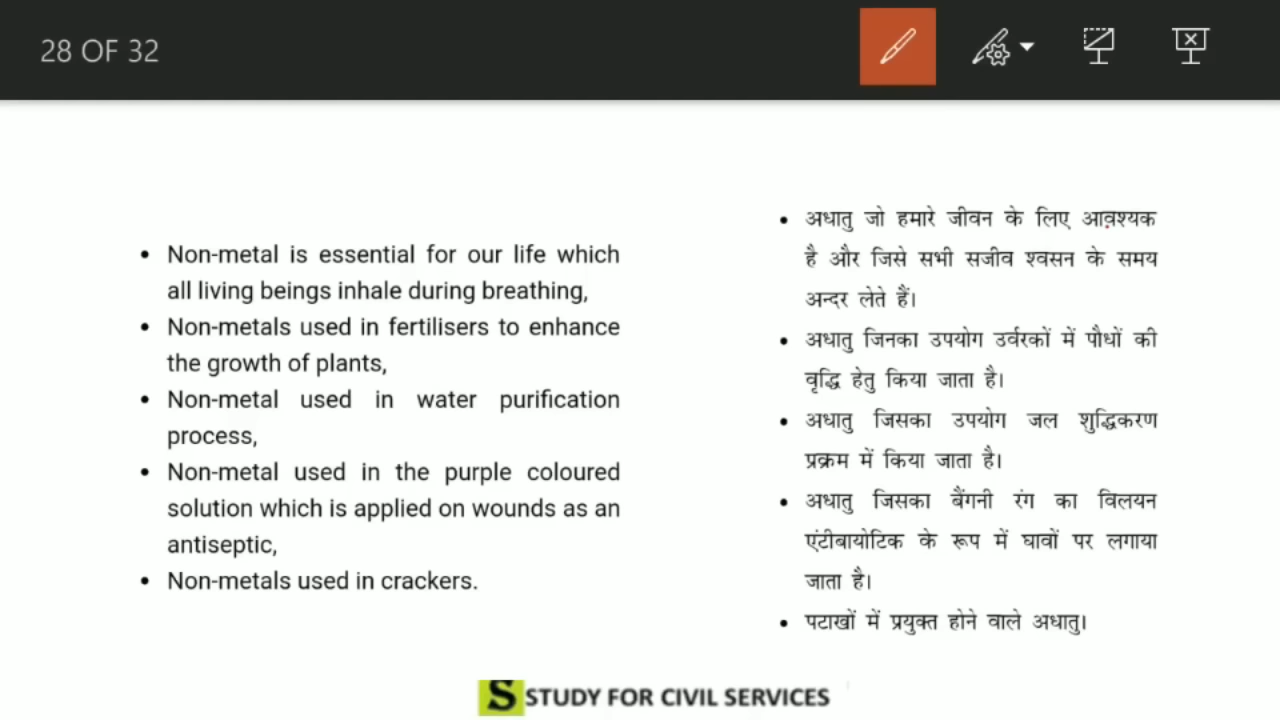 28 OF 32
• Non-metal is essential for our life which
all living beings inhale during breathing,
• Non-metals used in fertilisers to enhance
the growth of plants,
• Non-metal used in water purification
process,
• Non-metal used in the purple coloured
solution which is applied on wounds as an
antiseptic,
• Non-metals used in crackers.
• अधातु जो हमारे जीवन के लिए आवश्यक
है और जिसे सभी सजीव श्वसन के समय
अन्दर लेते हैं।
• अधातु जिनका उपयोग उर्वरकों में पौधों की
वृद्धि हेतु किया जाता है।
• अधातु जिसका उपयोग जल शुद्धिकरण
प्रक्रम में किया जाता है।
• अधातु जिसका बैंगनी रंग का विलयन
एंटीबायोटिक के रूप में घावों पर लगाया
जाता है।
• पटाखों में प्रयुक्त होने वाले अधातु।
S STUDY FOR CIVIL SERVICES